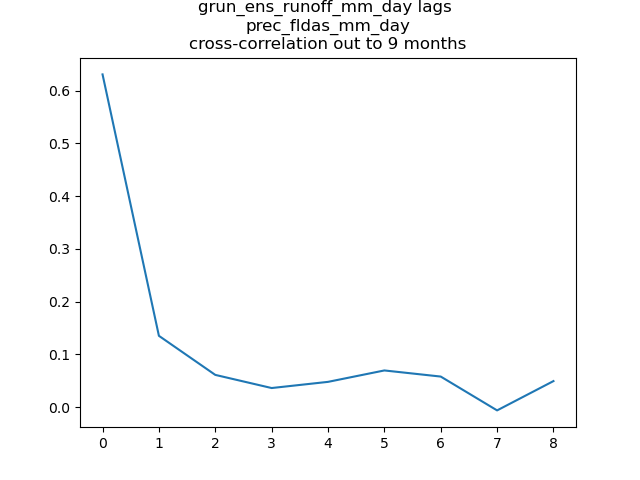 grun_ens_runoff_mm_day lags
prec_fldas_mm_day
cross-correlation out to 9 months
0.6
0.5
0.4
0.3
0.2
0.1
0.0
0 1 2 3 4 5 6 7 8